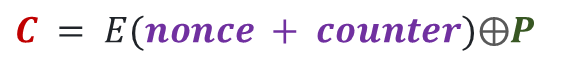 C = E(nonce + counter)⊕P